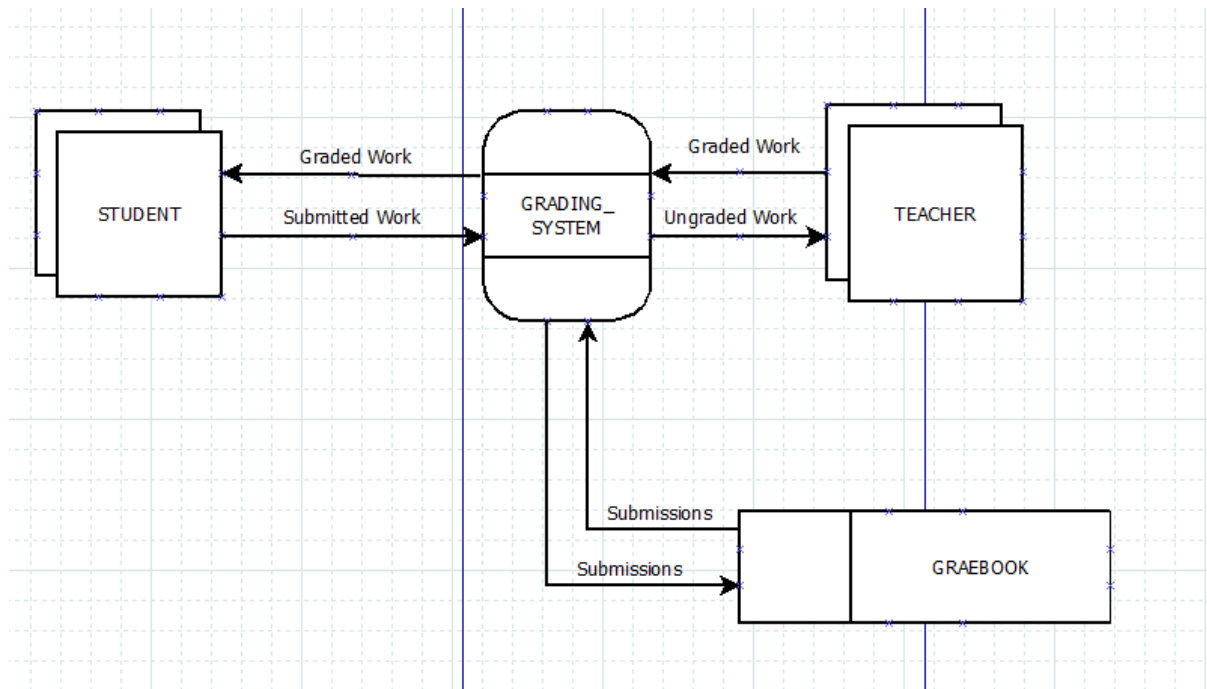 Graded Work
Graded Work
STUDENT
Submitted Work
GRADING_
SYSTEM
Ungraded Work
TEACHER
Submissions
Submissions
GRAEBOOK